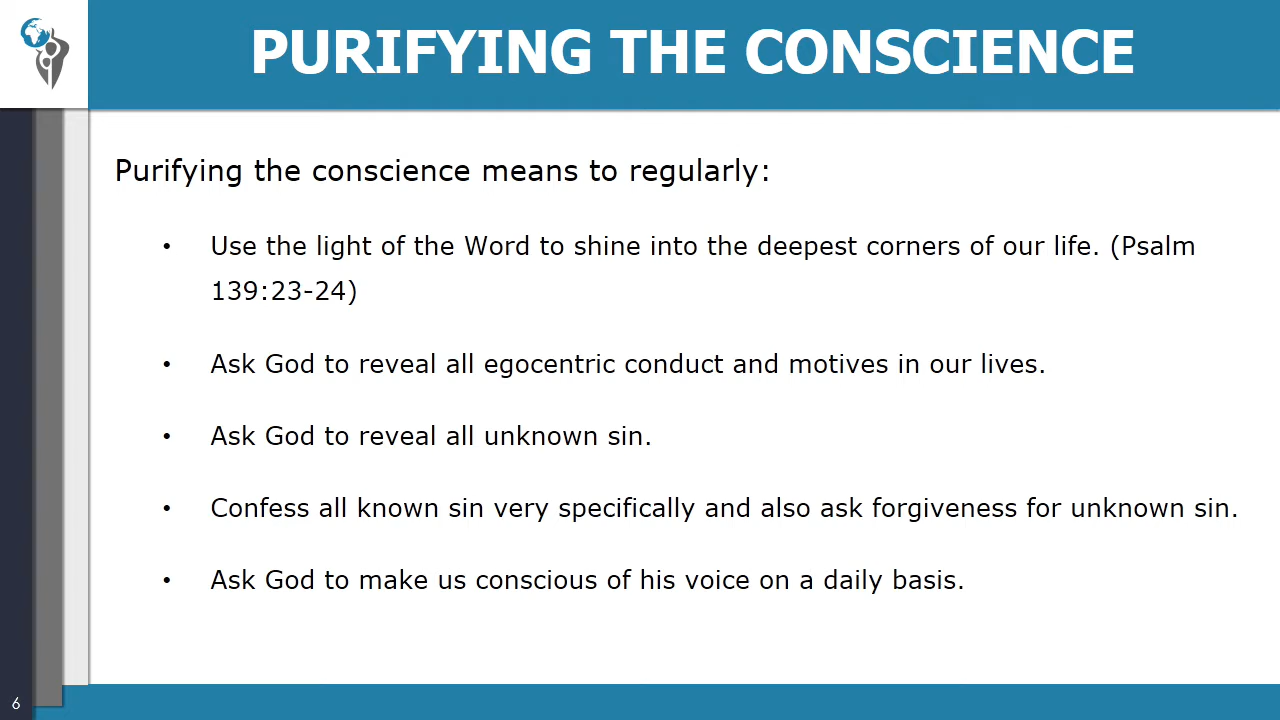 PURIFYING THE CONSCIENCE
Purifying the conscience means to regularly:
• Use the light of the Word to shine into the deepest corners of our life. (Psalm
139:23-24)
• Ask God to reveal all egocentric conduct and motives in our lives.
• Ask God to reveal all unknown sin.
• Confess all known sin very specifically and also ask forgiveness for unknown sin.
• Ask God to make us conscious of his voice on a daily basis.
6